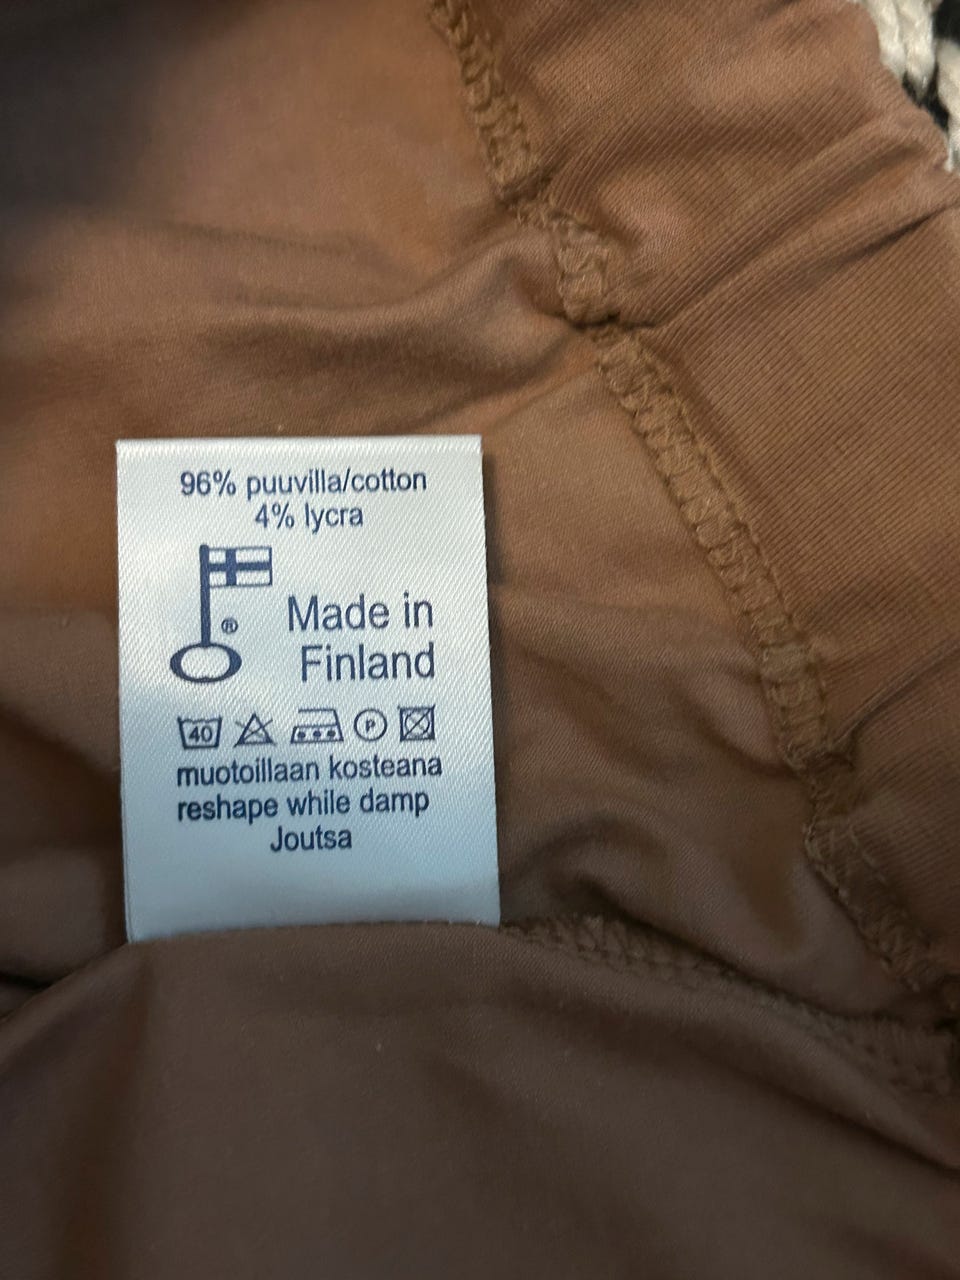 96% puuvilla/cotton
4% lycra
®
Made in
Finland
40 P
muotoillaan kosteana
reshape while damp
Joutsa